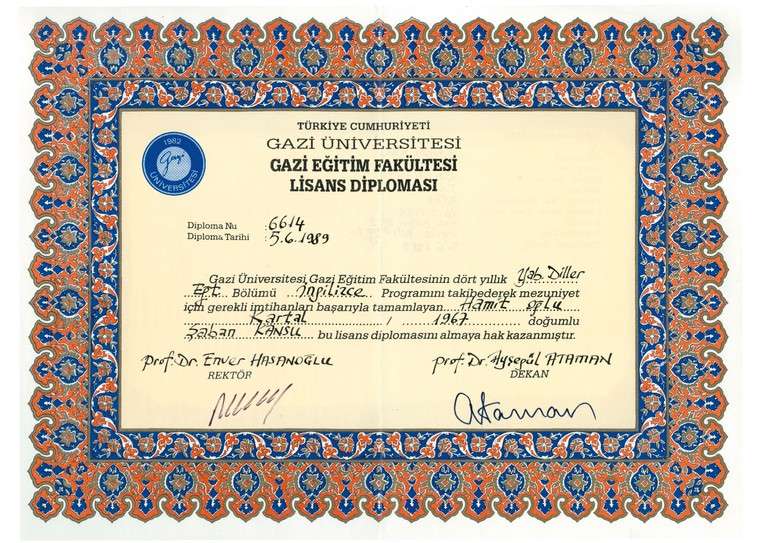 TÜRKİYE CUMHURİYETİ
GAZİ ÜNİVERSİTESİ
GAZİ EĞİTİM FAKÜLTESİ
LİSANS DİPLOMASI
1982
Gazi
ÜNİVERSİTESİ
Diploma Nu :6614
Diploma Tarihi :5.6.1989
Gazi Üniversitesi Gazi Eğitim Fakültesinin dört yıllık Yab. Diller
Eğt. Bölümü İngilizce Programını takibederek mezuniyet
için gerekli imtihanları başarıyla tamamlayan Hamit oğlu
Kartal / 1967 doğumlu
Şaban KANSU bu lisans diplomasını almaya hak kazanmıştır.
Prof. Dr. Enver HASANOĞLU prof. Dr. Ayşegül ATAMAN
REKTÖR DEKAN
aTaman